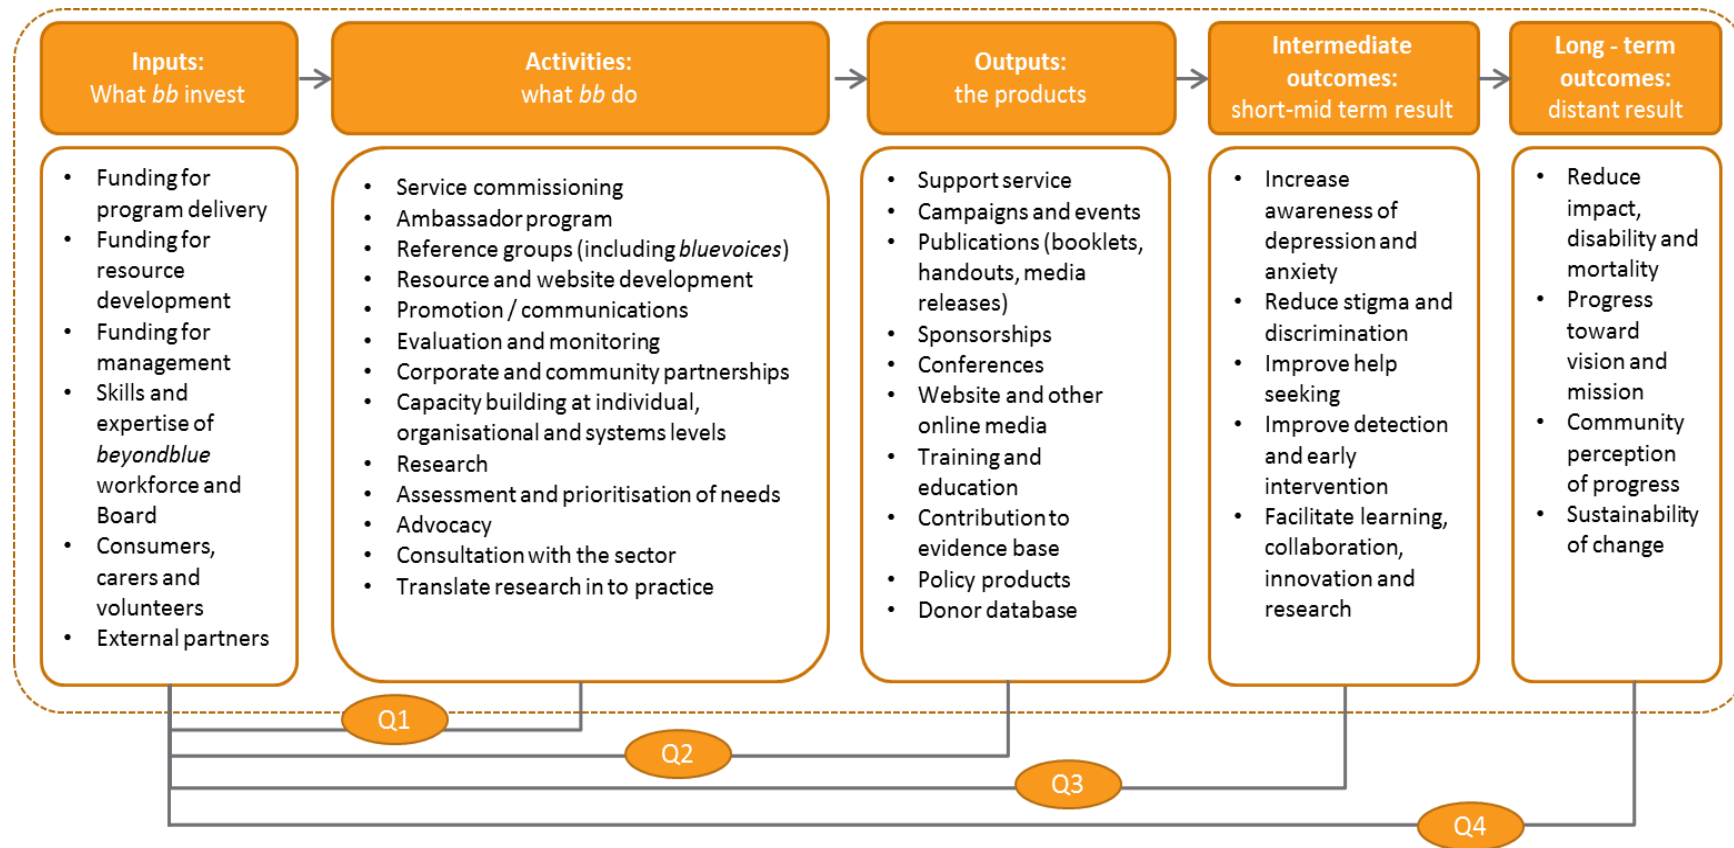 Inputs:
What bb invest
Activities:
what bb do
Outputs:
the products
Intermediate
outcomes:
short-mid term result
Long - term
outcomes:
distant result
• Funding for
program delivery
• Funding for
resource
development
• Funding for
management
• Skills and
expertise of
beyondblue
workforce and
Board
• Consumers,
carers and
volunteers
• External partners
• Service commissioning
• Ambassador program
• Reference groups (including bluevoices)
• Resource and website development
• Promotion / communications
• Evaluation and monitoring
• Corporate and community partnerships
• Capacity building at individual,
organisational and systems levels
• Research
• Assessment and prioritisation of needs
• Advocacy
• Consultation with the sector
• Translate research in to practice
• Support service
• Campaigns and events
• Publications (booklets,
handouts, media
releases)
• Sponsorships
• Conferences
• Website and other
online media
• Training and
education
• Contribution to
evidence base
• Policy products
• Donor database
• Increase
awareness of
depression and
anxiety
• Reduce stigma and
discrimination
• Improve help
seeking
• Improve detection
and early
intervention
• Facilitate learning,
collaboration,
innovation and
research
• Reduce
impact,
disability and
mortality
• Progress
toward
vision and
mission
• Community
perception
of progress
• Sustainability
of change
Q1
Q2
Q3
Q4